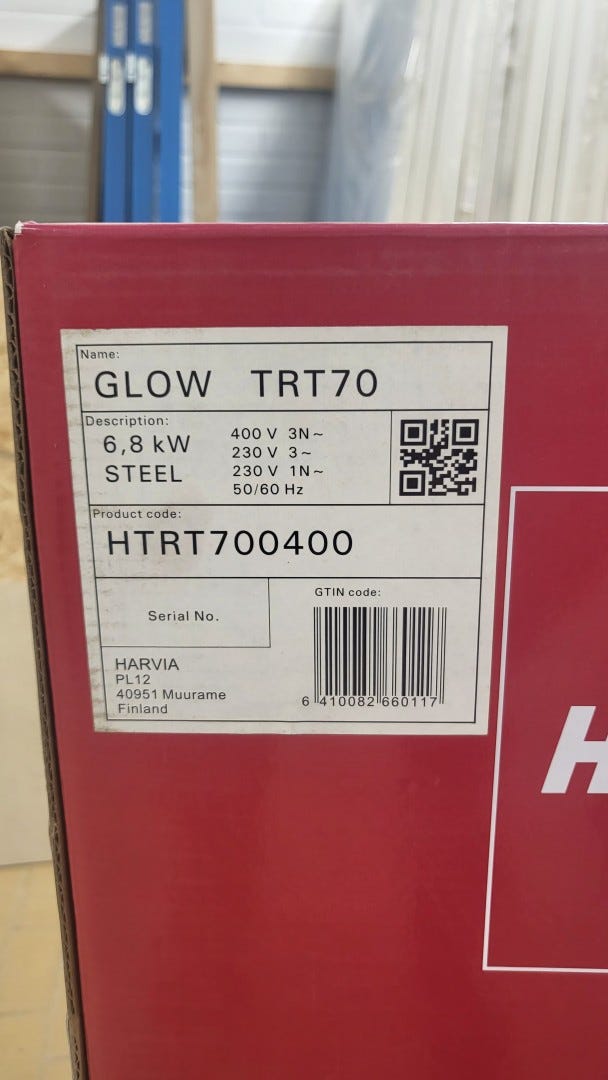 Name:
GLOW TRT70
Description:
6,8 kW
STEEL
400 V 3N~
230 V 3~
230 V 1N~
50/60 Hz
Product code:
HTRT700400
Serial No.
GTIN code:
6 410082 660117
HARVIA
PL12
40951 Muurame
Finland
H